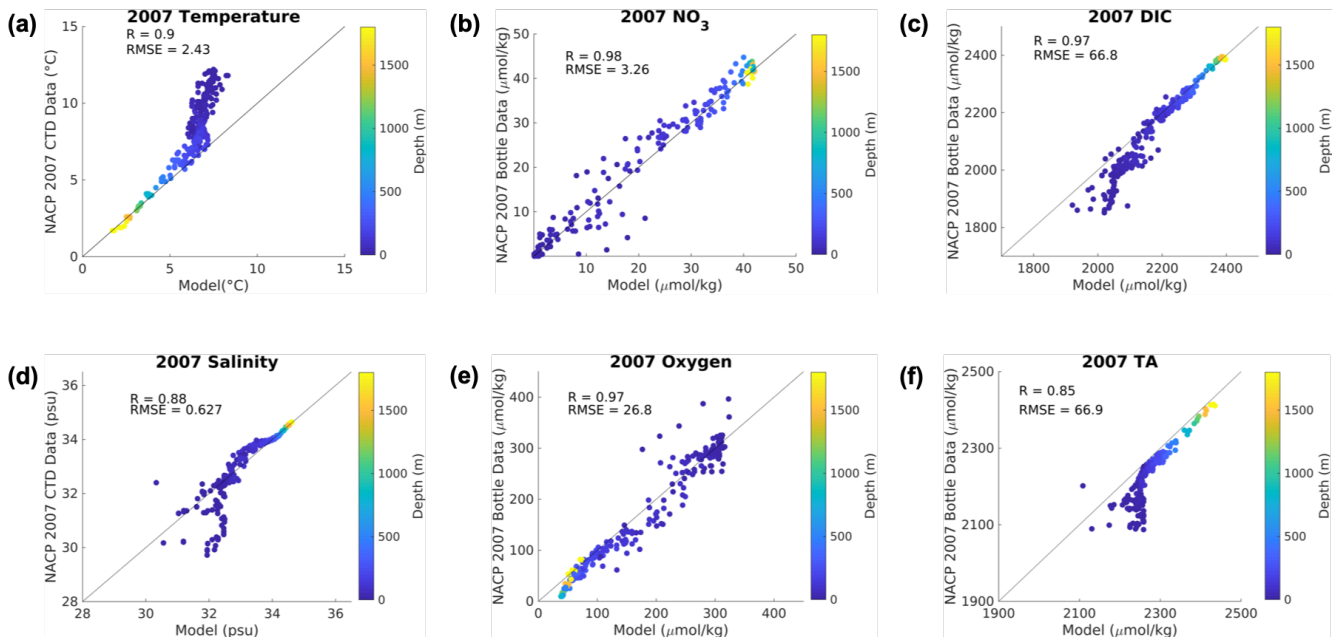 (a)
2007 Temperature
R = 0.9
RMSE = 2.43
NACP 2007 CTD Data (°C)
15
10
5
0
0
5
10
15
Model(°C)
1500
1000
500
0
Depth (m)
(b)
2007 NO3
R = 0.98
RMSE = 3.26
NACP 2007 Bottle Data (μmol/kg)
50
40
30
20
10
0
10
20
30
40
50
Model (μmol/kg)
1500
1000
500
0
Depth (m)
(c)
2007 DIC
R = 0.97
RMSE = 66.8
NACP 2007 Bottle Data (μmol/kg)
2400
2200
2000
1800
1800
2000
2200
2400
Model (μmol/kg)
1500
1000
500
0
Depth (m)
(d)
2007 Salinity
R = 0.88
RMSE = 0.627
NACP 2007 CTD Data (psu)
36
34
32
30
28
28
30
32
34
36
Model (psu)
1500
1000
500
0
Depth (m)
(e)
2007 Oxygen
R = 0.97
RMSE = 26.8
NACP 2007 Bottle Data (μmol/kg)
400
300
200
100
0
0
100
200
300
400
Model (μmol/kg)
1500
1000
500
0
Depth (m)
(f)
2007 TA
R = 0.85
RMSE = 66.9
NACP 2007 Bottle Data (μmol/kg)
2500
2300
2100
1900
1900
2100
2300
2500
Model (μmol/kg)
1500
1000
500
0
Depth (m)